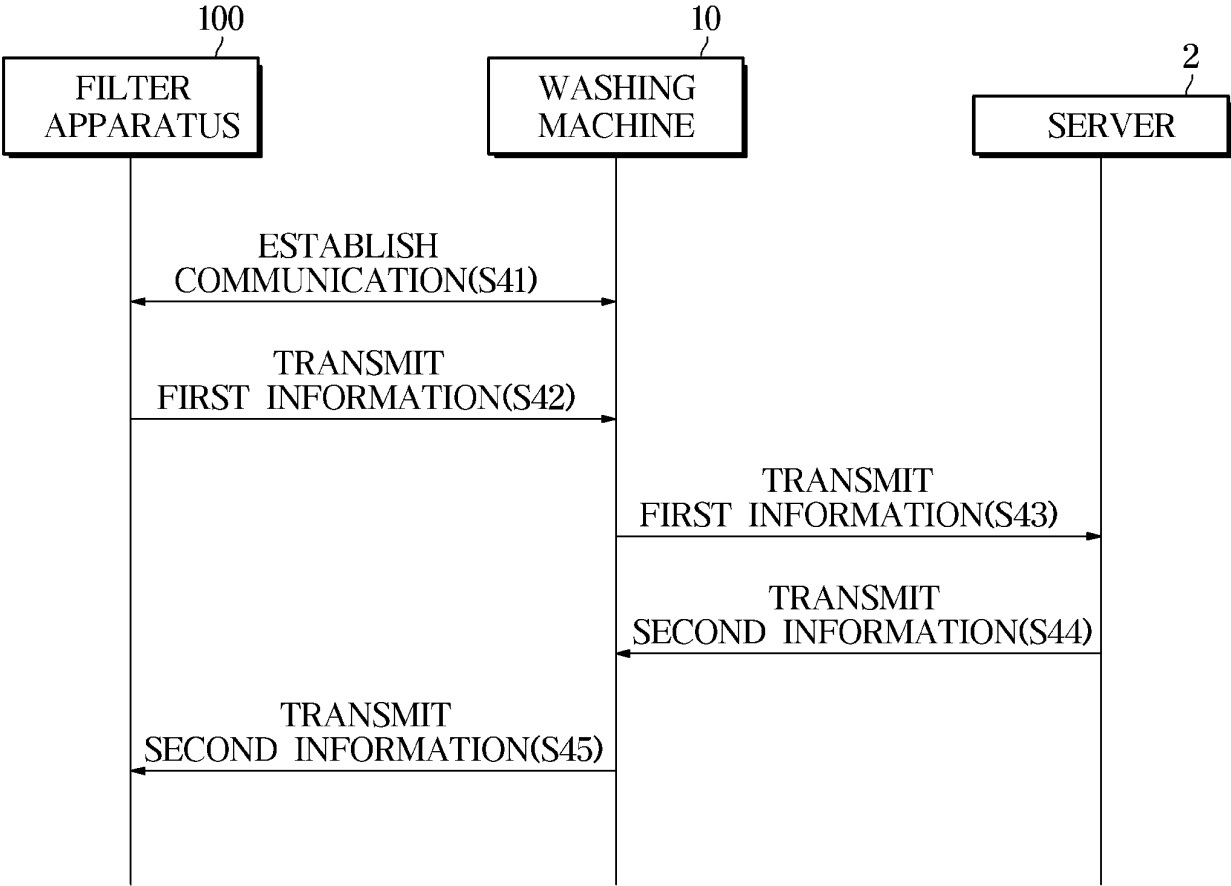 100
10
2
FILTER
APPARATUS
WASHING
MACHINE
SERVER
ESTABLISH
COMMUNICATION(S41)
TRANSMIT
FIRST INFORMATION(S42)
TRANSMIT
FIRST INFORMATION(S43)
TRANSMIT
SECOND INFORMATION(S44)
TRANSMIT
SECOND INFORMATION(S45)